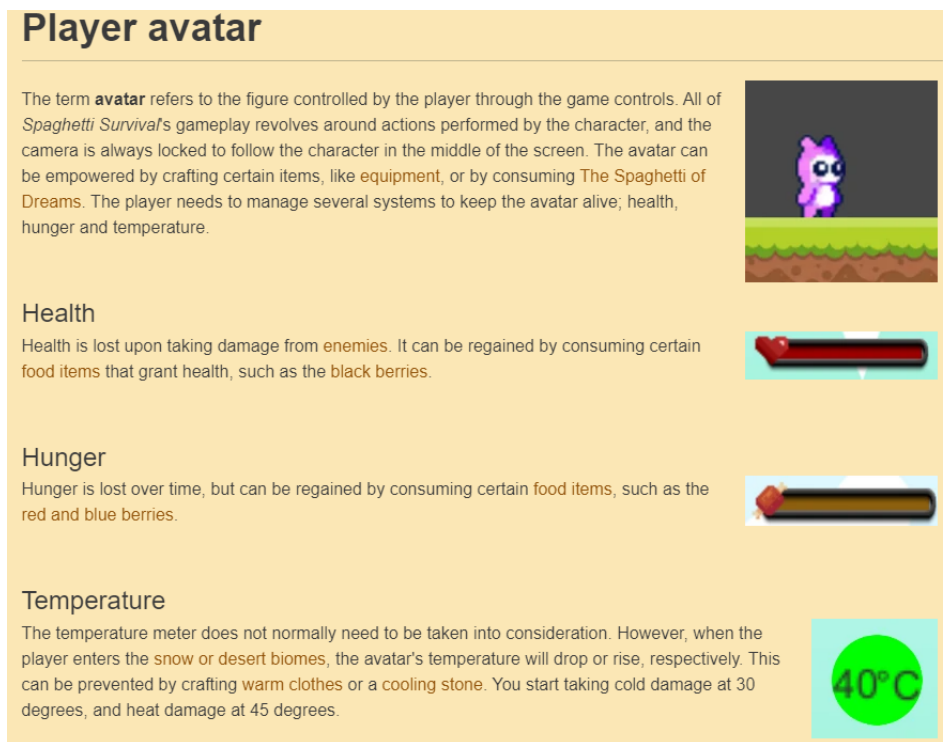 Player avatar
The term avatar refers to the figure controlled by the player through the game controls. All of
Spaghetti Survival's gameplay revolves around actions performed by the character, and the
camera is always locked to follow the character in the middle of the screen. The avatar can
be empowered by crafting certain items, like equipment, or by consuming The Spaghetti of
Dreams. The player needs to manage several systems to keep the avatar alive; health,
hunger and temperature.
Health
Health is lost upon taking damage from enemies. It can be regained by consuming certain
food items that grant health, such as the black berries.
Hunger
Hunger is lost over time, but can be regained by consuming certain food items, such as the
red and blue berries.
Temperature
The temperature meter does not normally need to be taken into consideration. However, when the
player enters the snow or desert biomes, the avatar's temperature will drop or rise, respectively. This
can be prevented by crafting warm clothes or a cooling stone. You start taking cold damage at 30
degrees, and heat damage at 45 degrees.
40°C